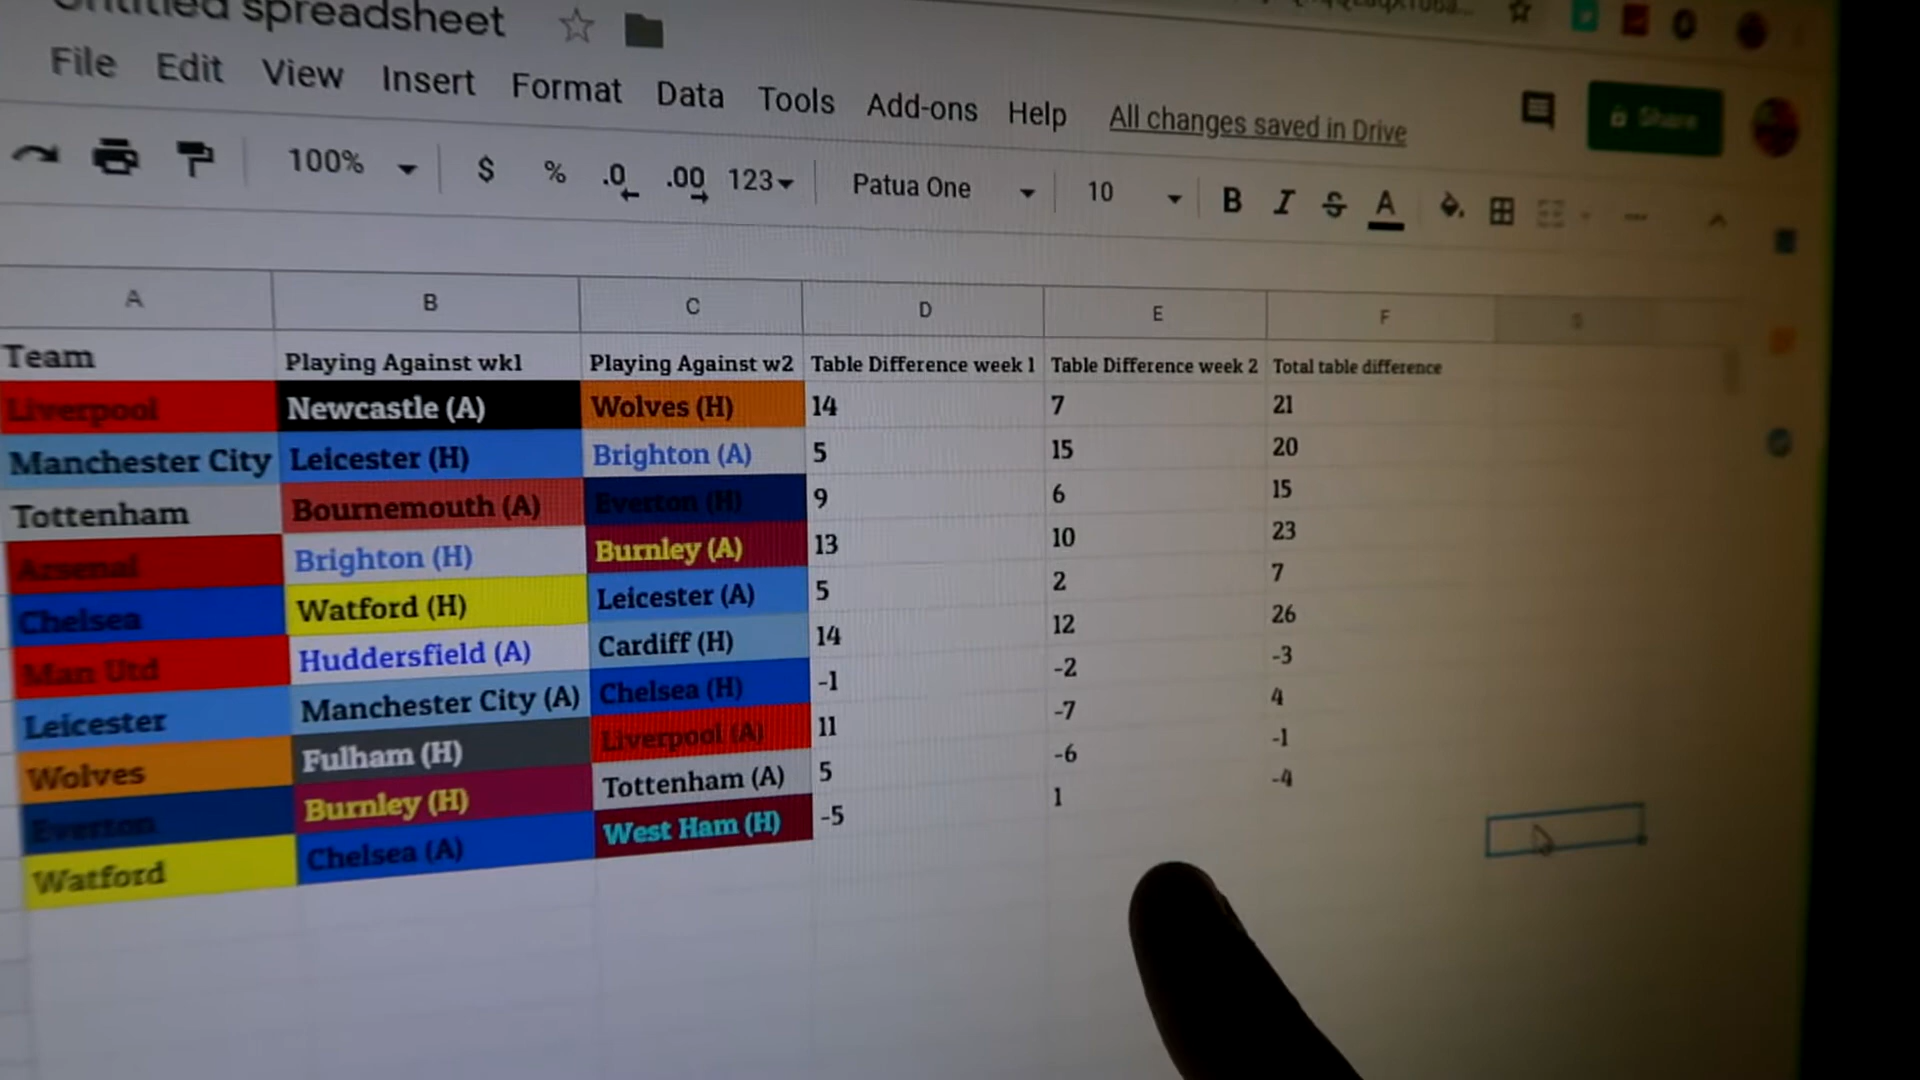 spreadsheet
File Edit View Insert Format Data Tools Add-ons Help All changes saved in Drive Share
100% $ % .0 .00 123 Patua One 10 B I S A
A B C D E F
Team Playing Against wk1 Playing Against w2 Table Difference week 1 Table Difference week 2 Total table difference
Liverpool Newcastle (A) Wolves (H) 14 7 21
Manchester City Leicester (H) Brighton (A) 5 15 20
Tottenham Bournemouth (A) Everton (H) 9 6 15
Arsenal Brighton (H) Burnley (A) 13 10 23
Chelsea Watford (H) Leicester (A) 5 2 7
Man Utd Huddersfield (A) Cardiff (H) 14 12 26
Leicester Manchester City (A) Chelsea (H) -1 -2 -3
Wolves Fulham (H) Liverpool (A) 11 -7 4
Everton Burnley (H) Tottenham (A) 5 -6 -1
Watford Chelsea (A) West Ham (H) -5 1 -4